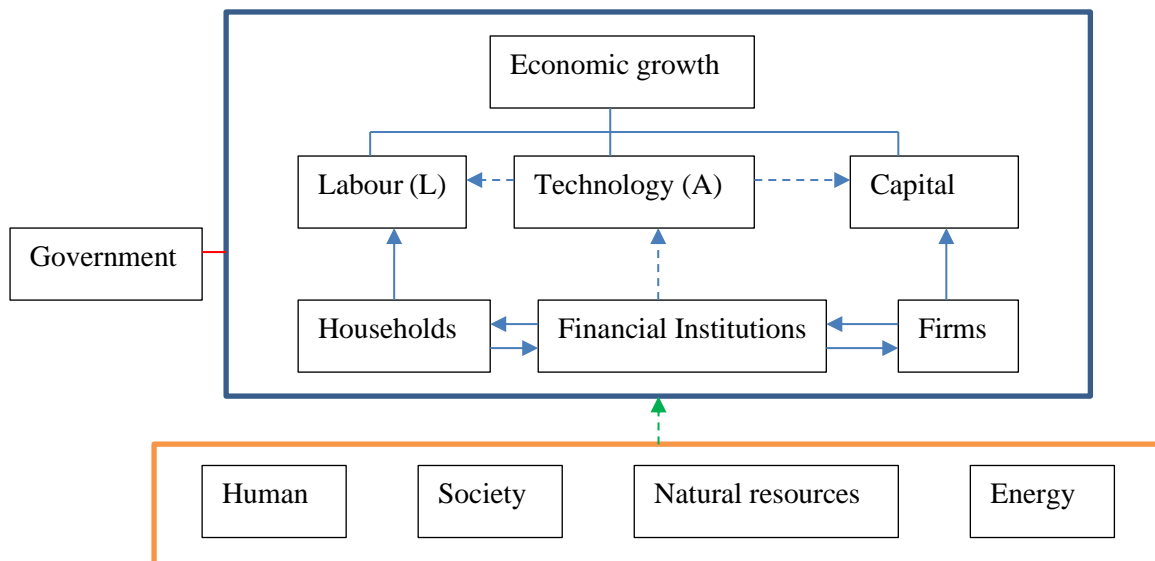 Economic growth
Labour (L)
Technology (A)
Capital
Government
Households
Financial Institutions
Firms
Human
Society
Natural resources
Energy